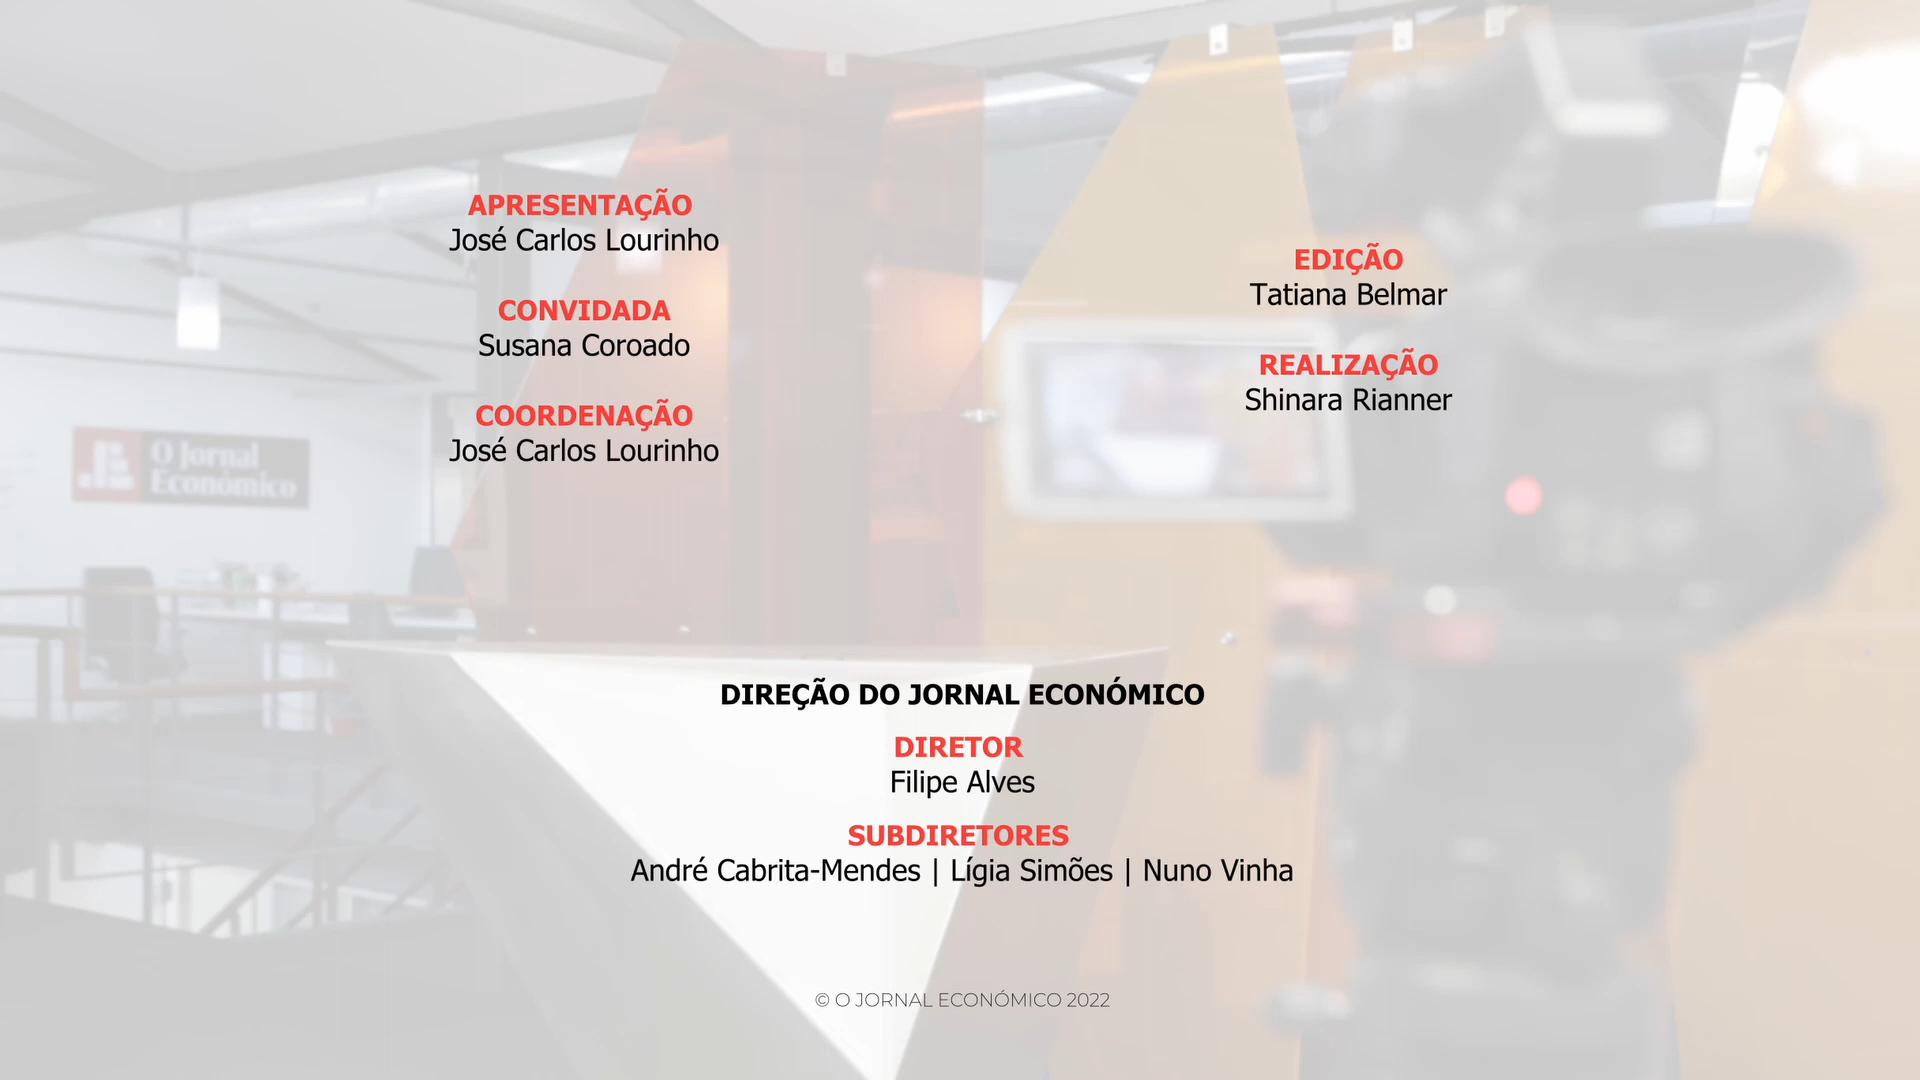 APRESENTAÇÃO
José Carlos Lourinho
CONVIDADA
Susana Coroado
COORDENAÇÃO
José Carlos Lourinho
EDIÇÃO
Tatiana Belmar
REALIZAÇÃO
Shinara Rianner
O Jornal
Económico
DIREÇÃO DO JORNAL ECONÓMICO
DIRETOR
Filipe Alves
SUBDIRETORES
André Cabrita-Mendes | Lígia Simões | Nuno Vinha
© O JORNAL ECONÓMICO 2022